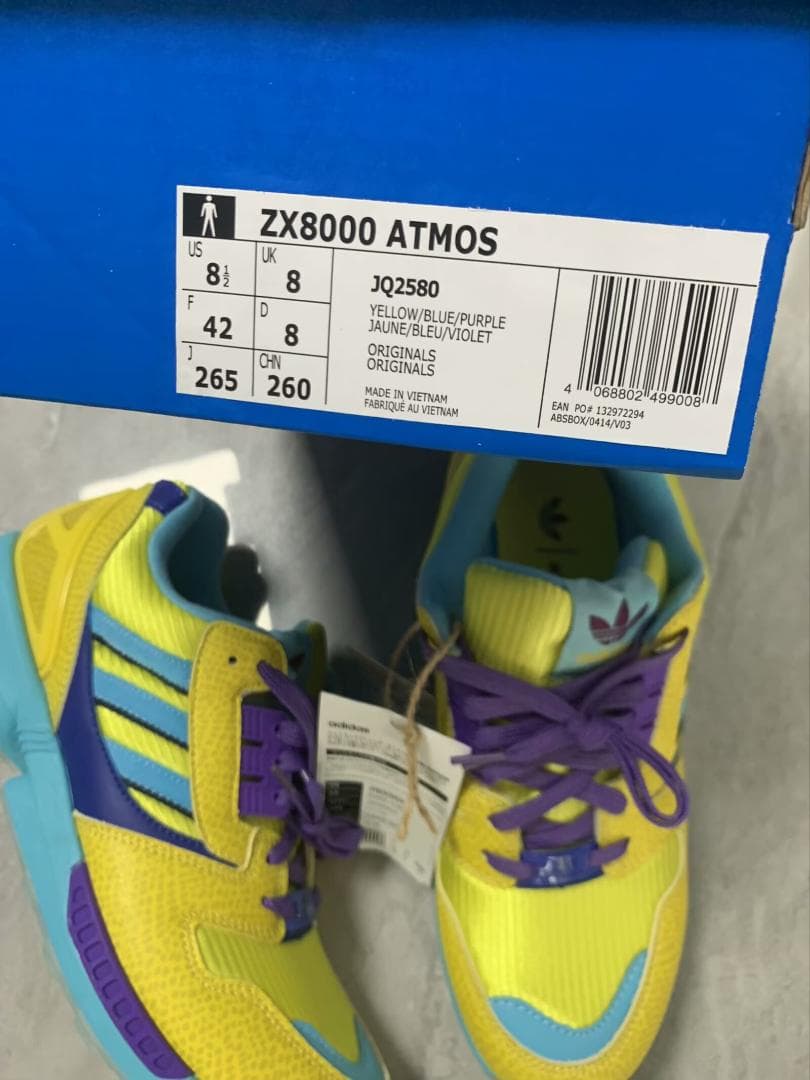 ZX8000 ATMOS
US
8½
UK
8
F
42
D
8
J
265
CHN
260
JQ2580
YELLOW/BLUE/PURPLE
JAUNE/BLEU/VIOLET
ORIGINALS
ORIGINALS
MADE IN VIETNAM
FABRIQUÉ AU VIETNAM
4 068802 499008
EAN PO# 132972294
ABSBOX/0414/V03
adidas